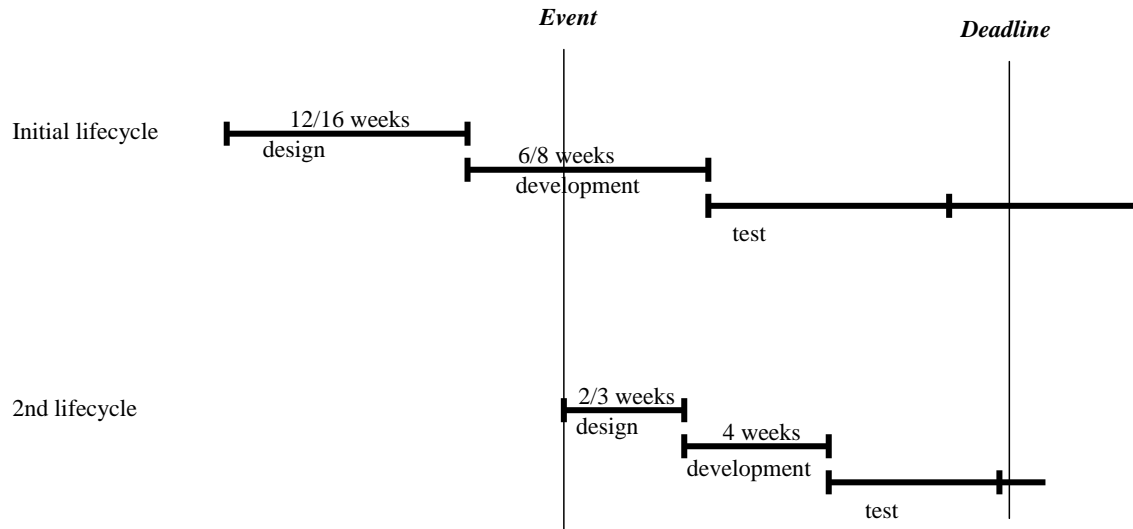 Event
Deadline
Initial lifecycle
12/16 weeks
design
6/8 weeks
development
test
2nd lifecycle
2/3 weeks
design
4 weeks
development
test